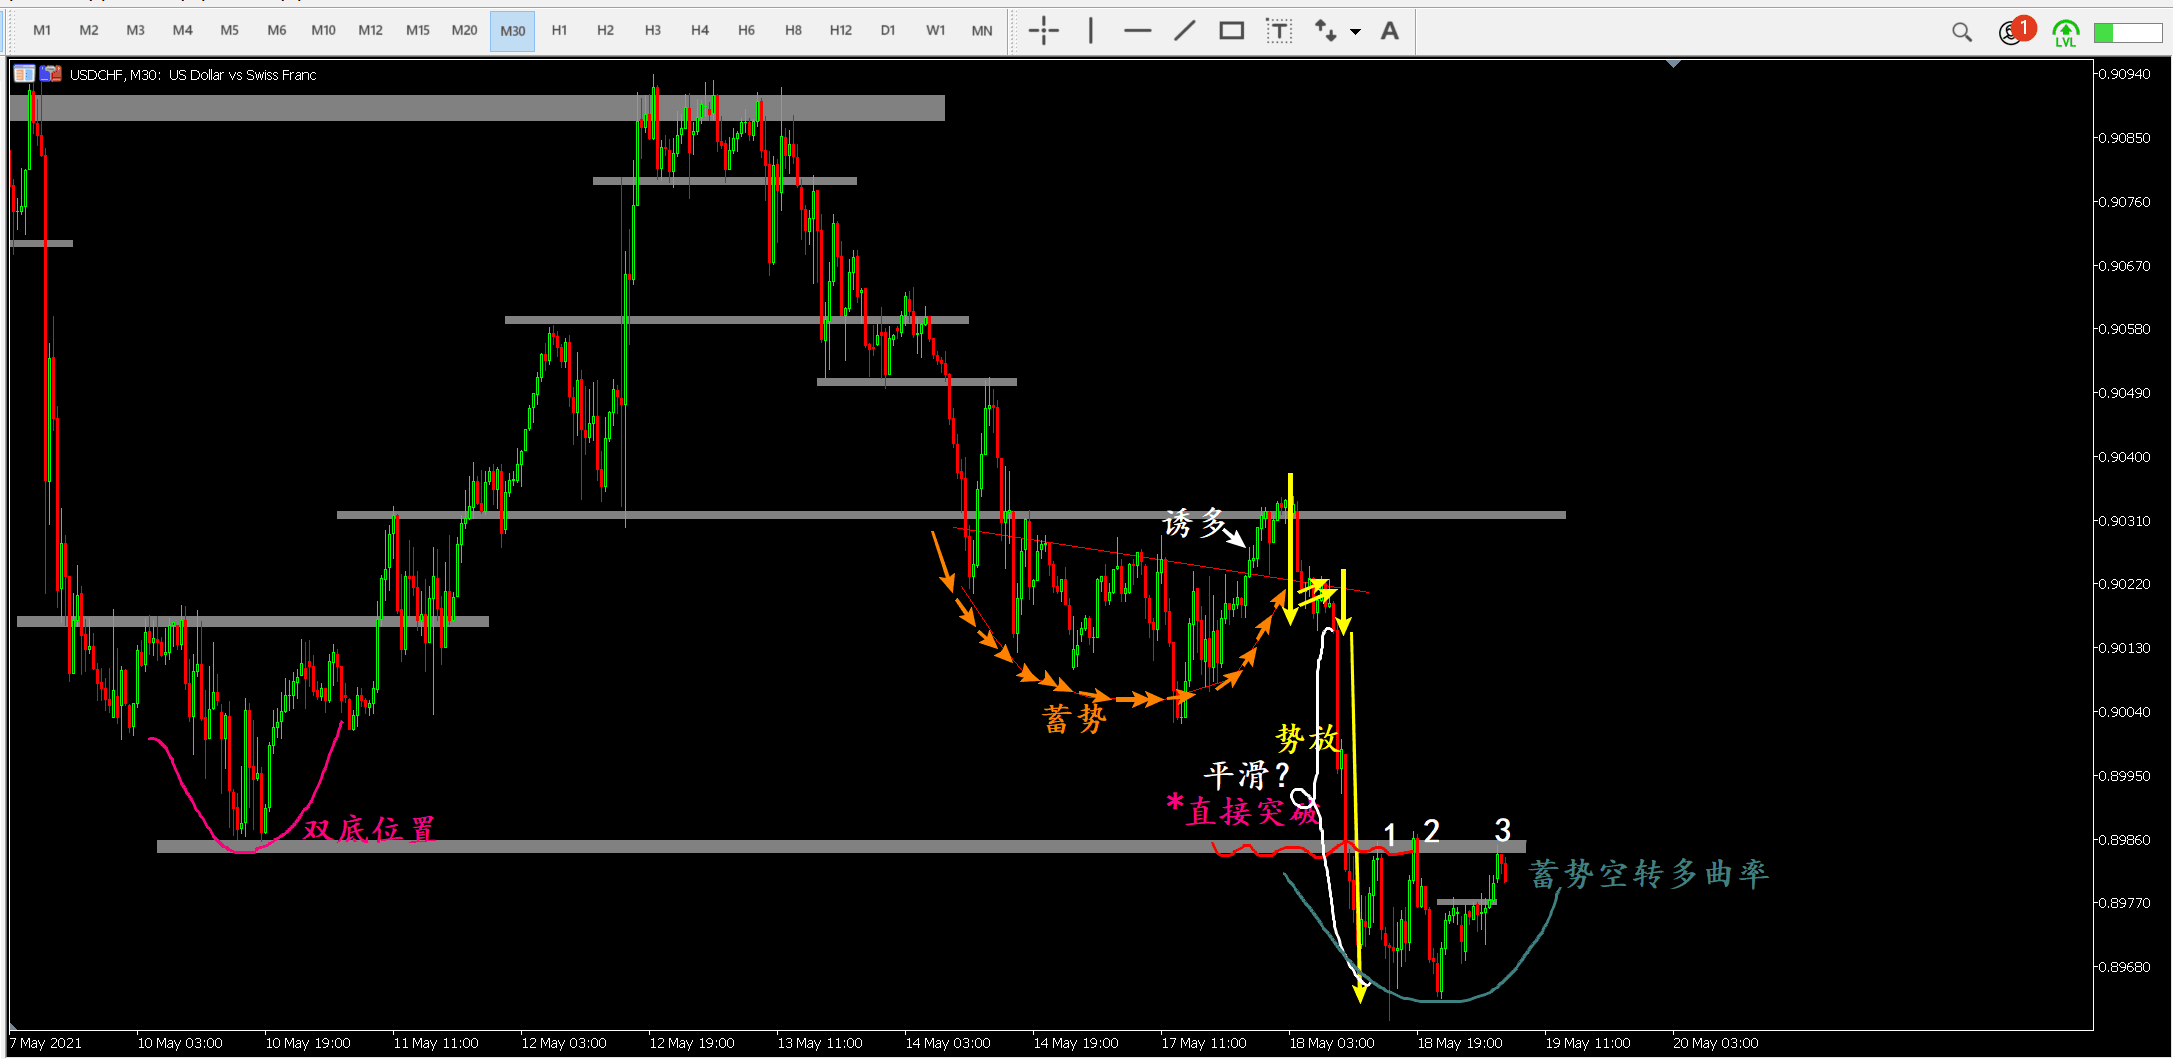 M1 M2 M3 M4 M5 M6 M10 M12 M15 M20 M30 H1 H2 H3 H4 H6 H8 H12 D1 W1 MN T A 1 LVL
USDCHF, M30: US Dollar vs Swiss Franc
0.90940
0.90850
0.90760
0.90670
0.90580
0.90490
0.90400
0.90310
诱多
0.90220
0.90130
0.90040
蓄势
势放
平滑?
0.89950
*直接突破
双底位置
1 2 3
0.89860
蓄势空转多曲率
0.89770
0.89680
7 May 2021 10 May 03:00 10 May 19:00 11 May 11:00 12 May 03:00 12 May 19:00 13 May 11:00 14 May 03:00 14 May 19:00 17 May 11:00 18 May 03:00 18 May 19:00 19 May 11:00 20 May 03:00